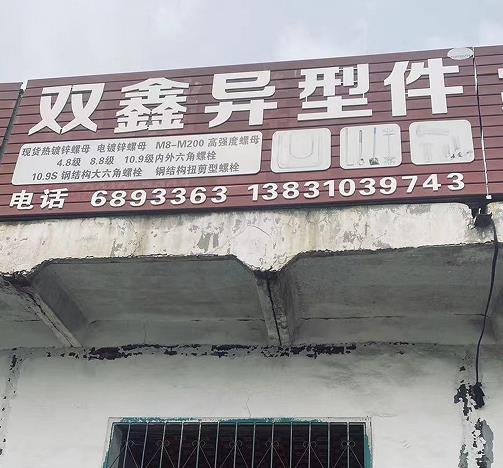 双鑫异型件
现货热镀锌螺母 电镀锌螺母 M8-M200 高强度螺母
4.8级 8.8级 10.9级内外六角螺栓
10.9S 钢结构大六角螺栓 钢结构扭剪型螺栓
电话 6893363 13831039743